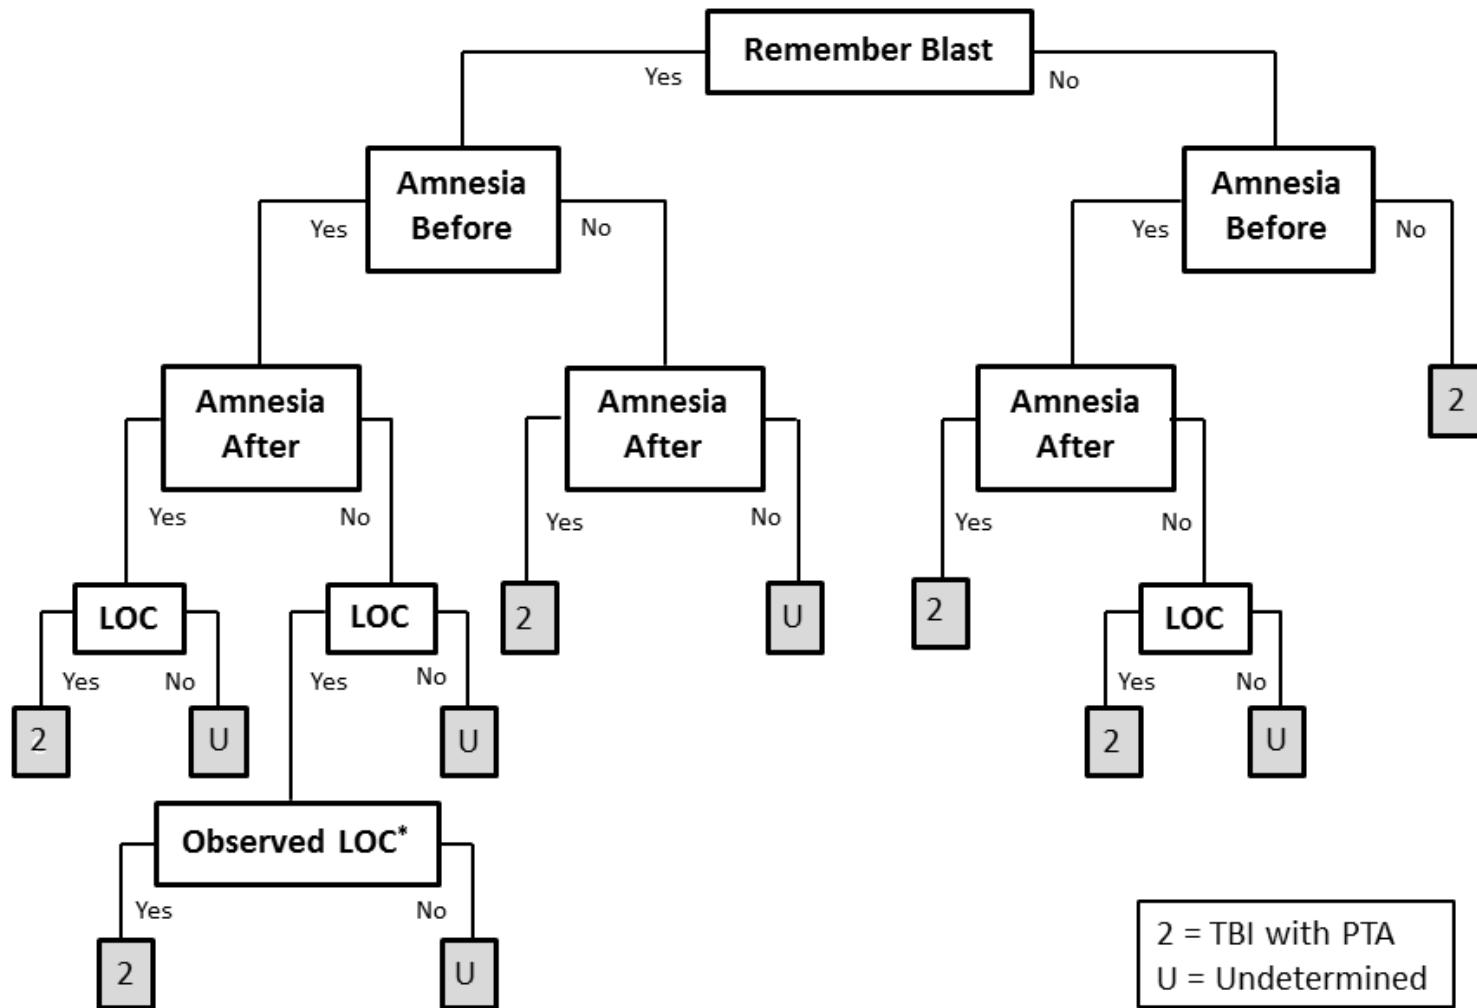 Remember Blast
Yes
No
Amnesia
Before
Amnesia
Before
Yes
No
Yes
No
Amnesia
After
Amnesia
After
Amnesia
After
2
Yes
No
Yes
No
Yes
No
LOC
LOC
2
U
2
LOC
Yes
No
Yes
No
Yes
No
2
U
U
2
U
Observed LOC*
Yes
No
2
U
2 = TBI with PTA
U = Undetermined